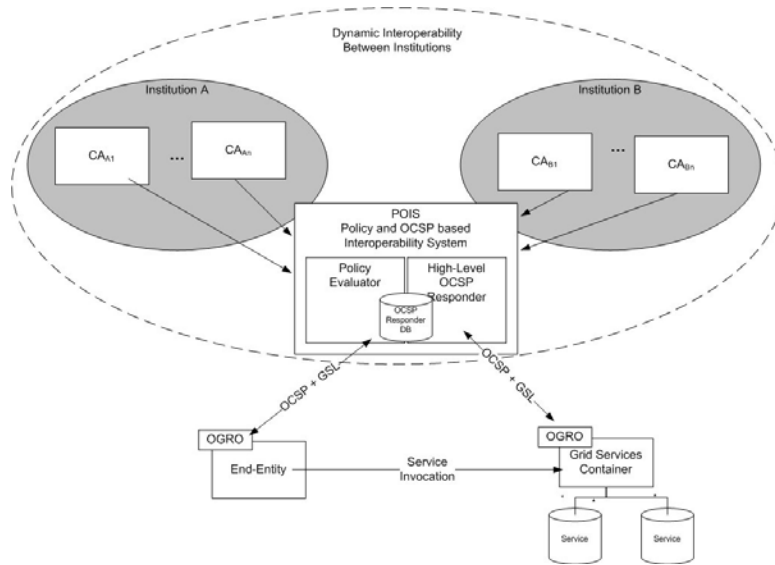 Dynamic Interoperability
Between Institutions
Institution A
Institution B
CAA1
...
CAAn
CAB1
...
CABn
POIS
Policy and OCSP based
Interoperability System
Policy
Evaluator
High-Level
OCSP
Responder
OCSP
Responder
DB
OCSP + GSL
OCSP + GSL
OGRO
End-Entity
Service
Invocation
OGRO
Grid Services
Container
Service
Service